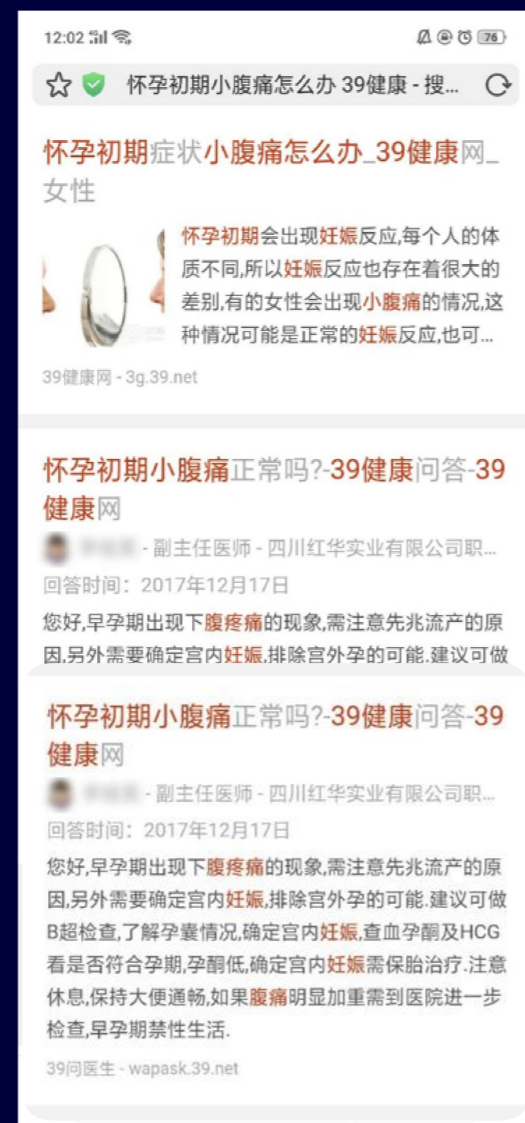 12:02
76
怀孕初期小腹痛怎么办 39健康 - 搜...
怀孕初期症状小腹痛怎么办_39健康网_
女性
怀孕初期会出现妊娠反应,每个人的体
质不同,所以妊娠反应也存在着很大的
差别,有的女性会出现小腹痛的情况,这
种情况可能是正常的妊娠反应,也可...
39健康网 - 3g.39.net
怀孕初期小腹痛正常吗?-39健康问答-39
健康网
- 副主任医师 - 四川红华实业有限公司职...
回答时间：2017年12月17日
您好,早孕期出现下腹疼痛的现象,需注意先兆流产的原
因,另外需要确定宫内妊娠,排除宫外孕的可能.建议可做
怀孕初期小腹痛正常吗?-39健康问答-39
健康网
- 副主任医师 - 四川红华实业有限公司职...
回答时间：2017年12月17日
您好,早孕期出现下腹疼痛的现象,需注意先兆流产的原
因,另外需要确定宫内妊娠,排除宫外孕的可能.建议可做
B超检查,了解孕囊情况,确定宫内妊娠,查血孕酮及HCG
看是否符合孕期,孕酮低,确定宫内妊娠需保胎治疗.注意
休息,保持大便通畅,如果腹痛明显加重需到医院进一步
检查,早孕期禁性生活.
39问医生 - wapask.39.net